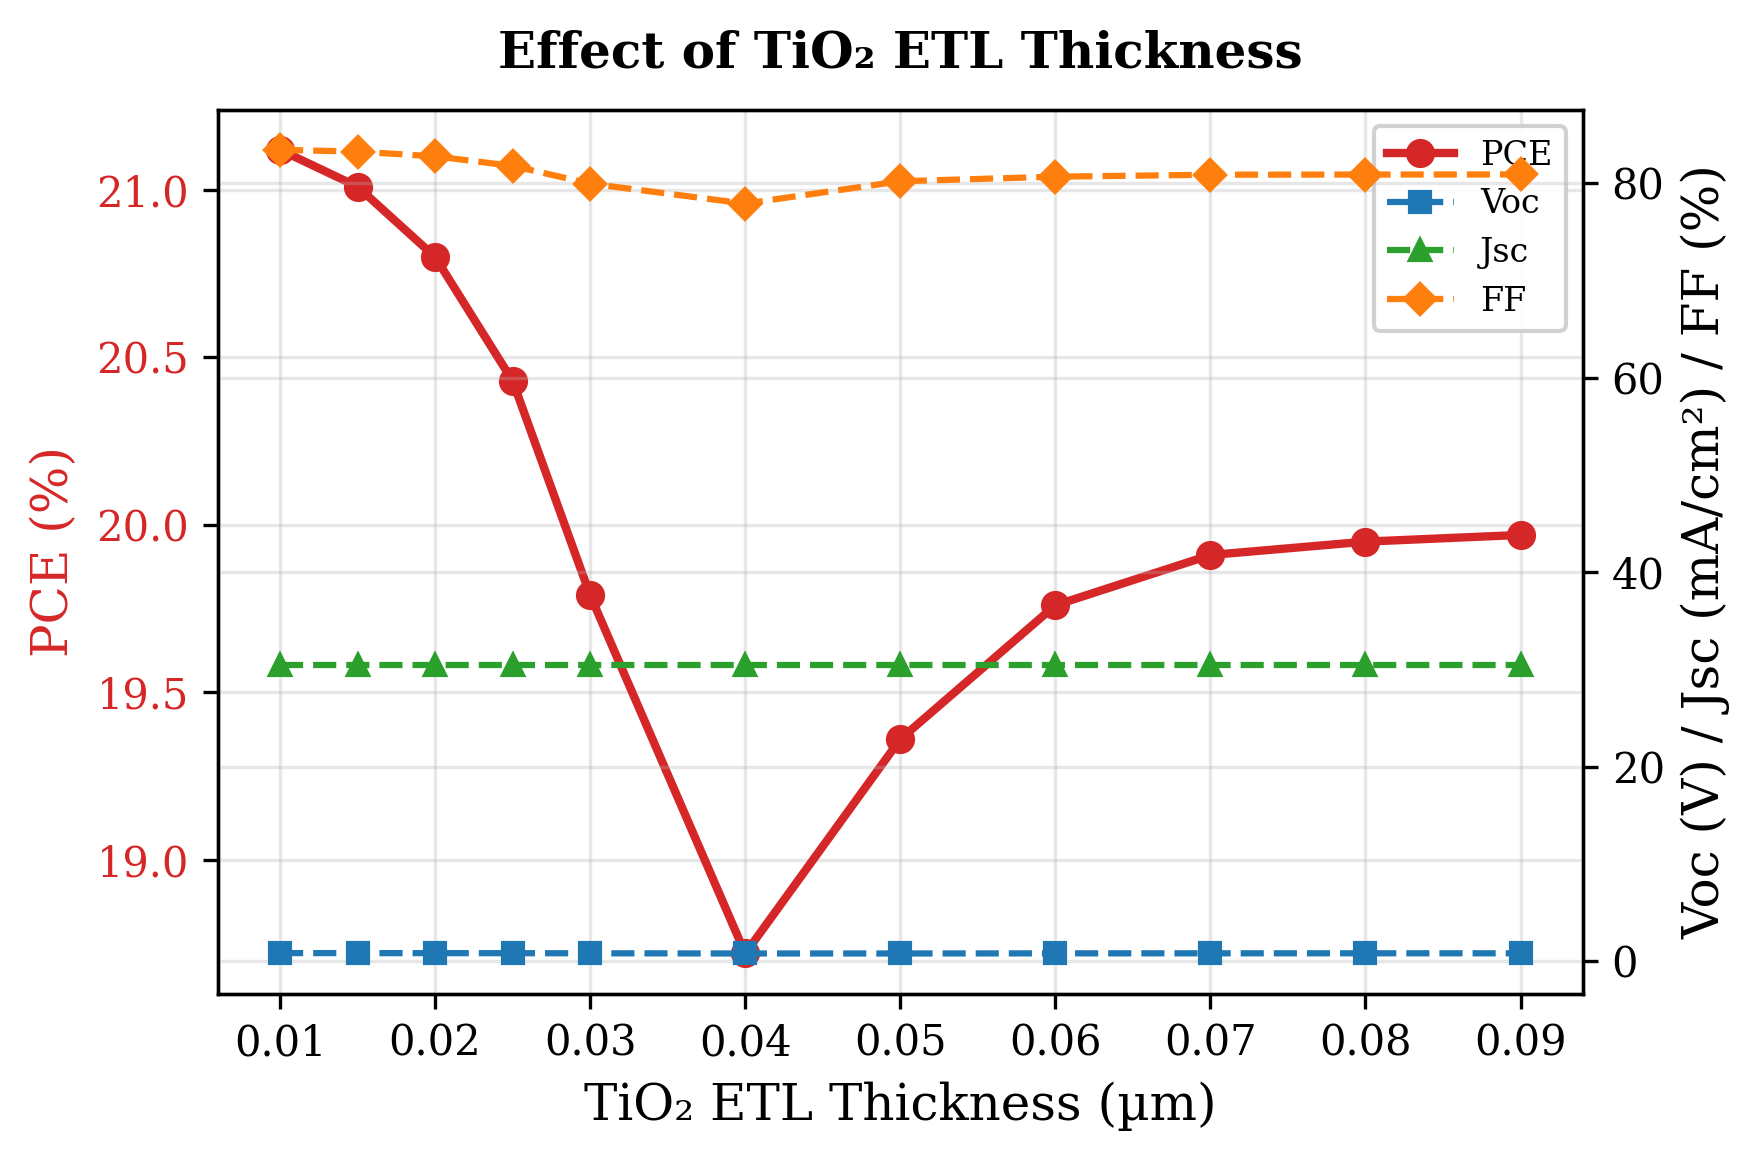 Effect of TiO₂ ETL Thickness
PCE (%)
21.0
20.5
20.0
19.5
19.0
PCE
Voc
Jsc
FF
80
60
40
20
0
Voc (V) / Jsc (mA/cm²) / FF (%)
0.01 0.02 0.03 0.04 0.05 0.06 0.07 0.08 0.09
TiO₂ ETL Thickness (µm)